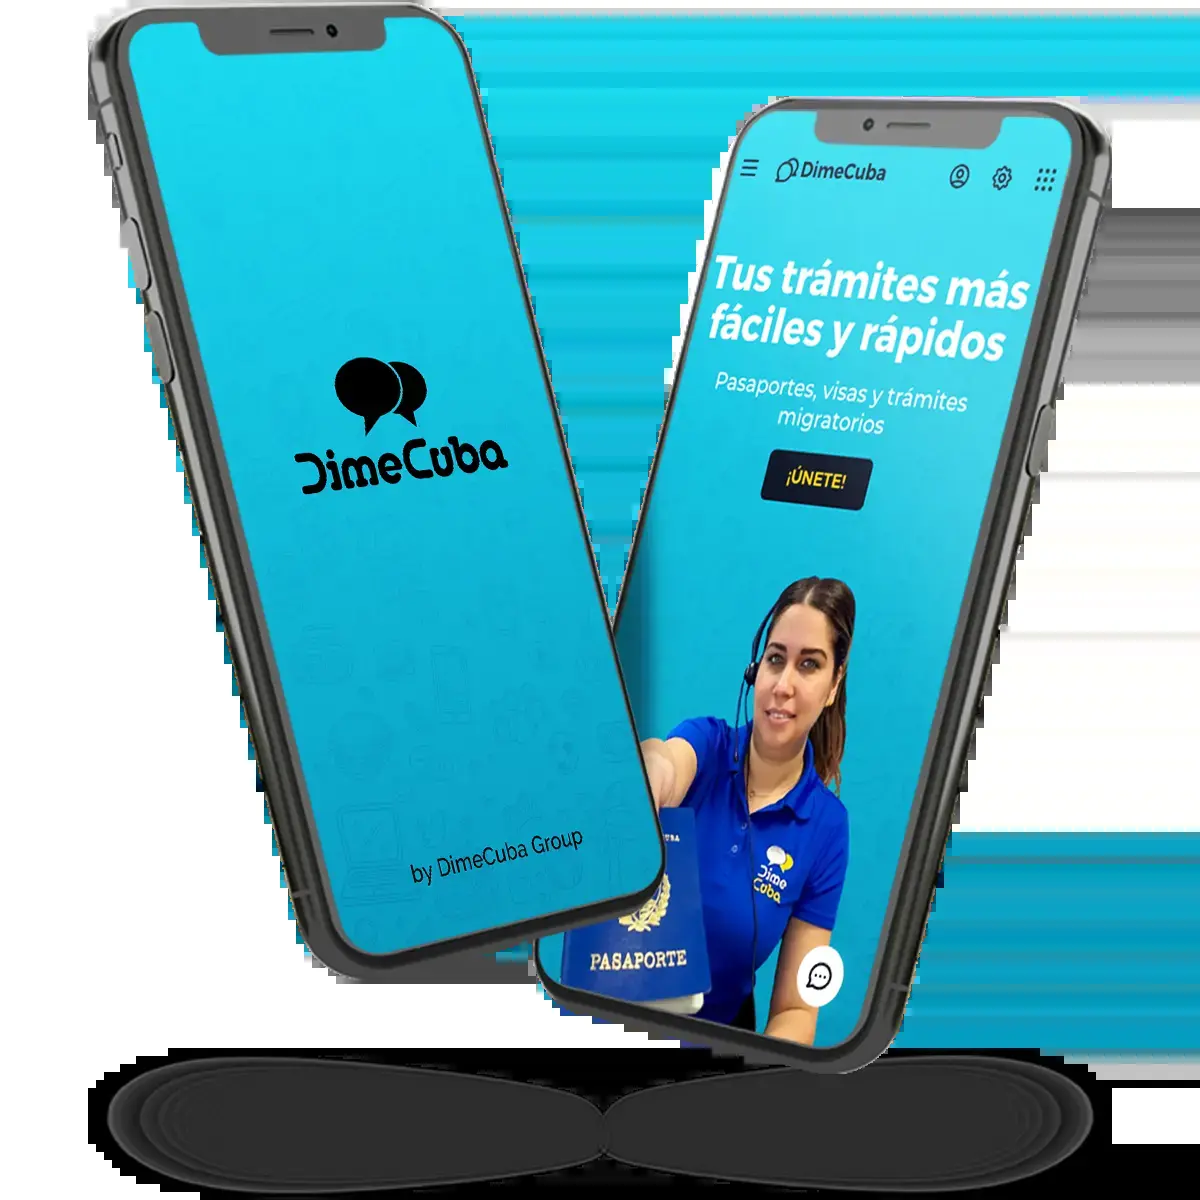 DimeCuba
by DimeCuba Group
DimeCuba
Tus trámites más
fáciles y rápidos
Pasaportes, visas y trámites
migratorios
¡ÚNETE!
Dime
Cuba
PASAPORTE